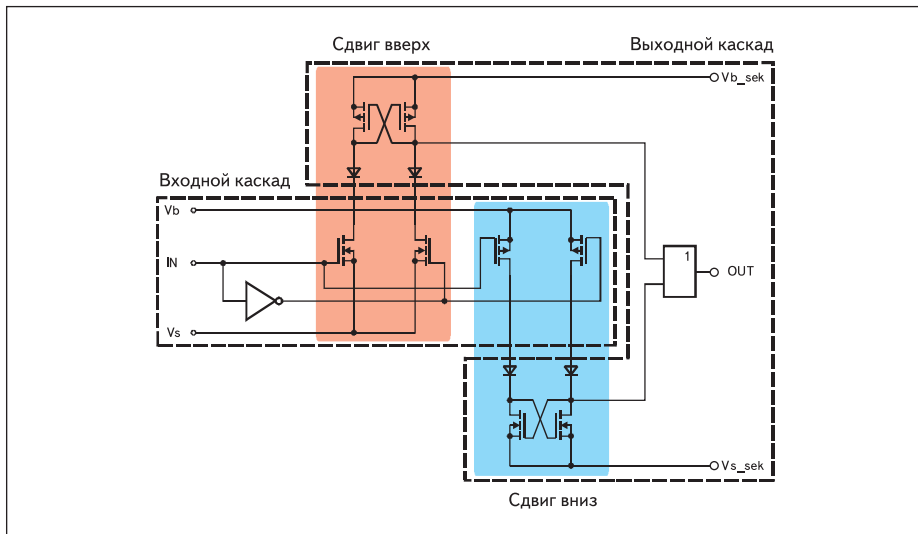 Сдвиг вверх
Выходной каскад
Vb_sek
Входной каскад
Vb
IN
1
OUT
Vs
Vs_sek
Сдвиг вниз